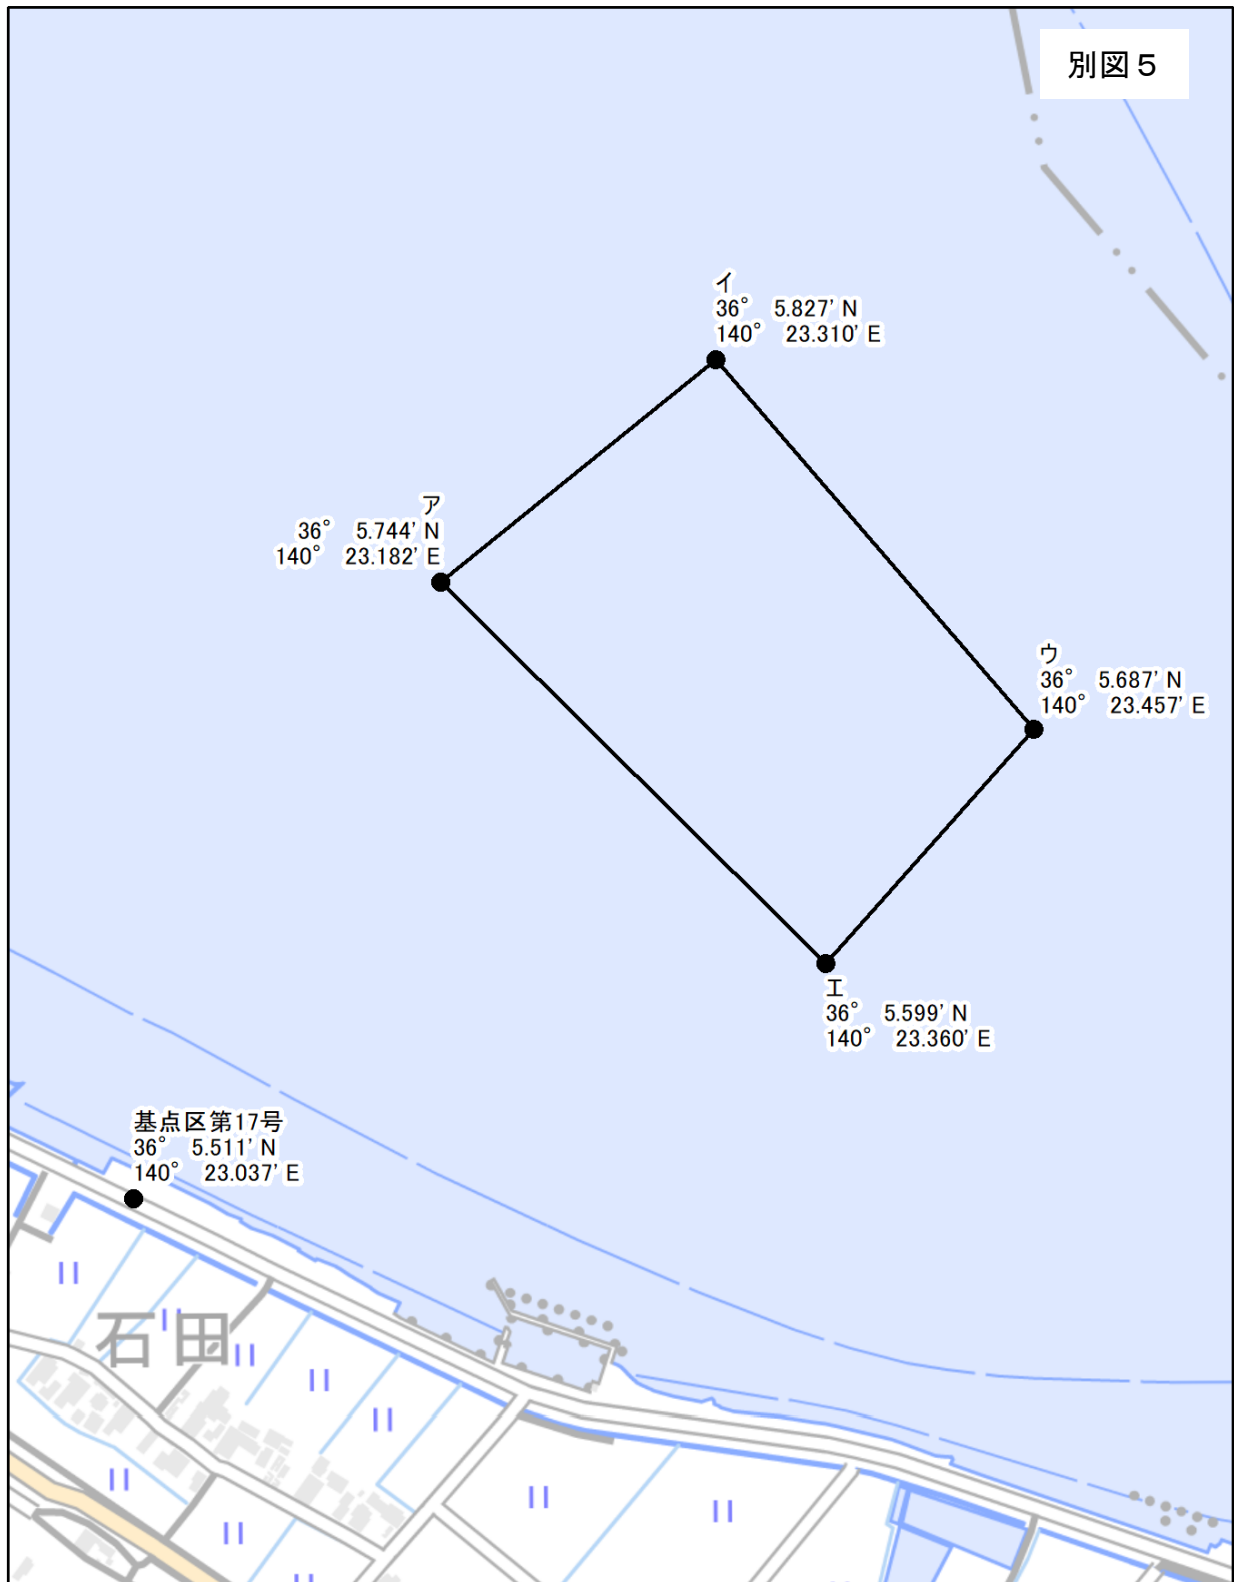 別図５
イ
36° 5.827' N
140° 23.310' E
ア
36° 5.744' N
140° 23.182' E
ウ
36° 5.687' N
140° 23.457' E
エ
36° 5.599' N
140° 23.360' E
基点区第17号
36° 5.511' N
140° 23.037' E
石田